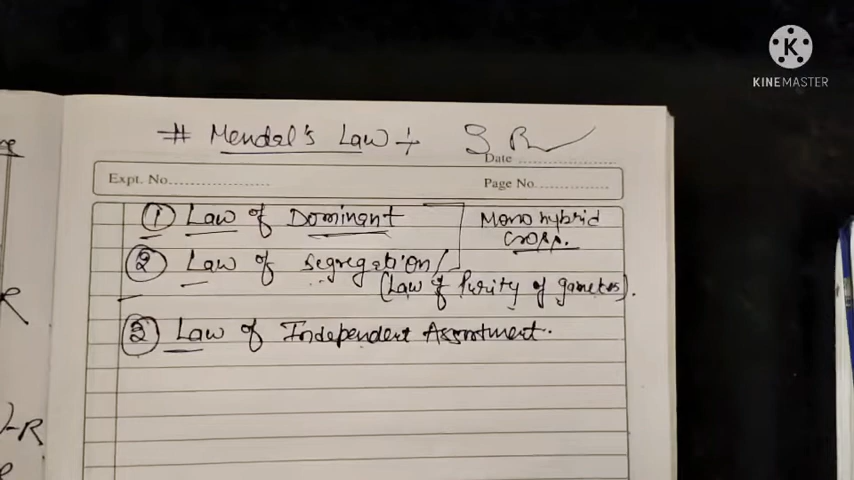 KINEMASTER
# Mendel's Law ÷
Date
Expt. No.
Page No.
① Law of Dominant
Mono hybrid
Cross.
② Law of Segregation/
(Law of Purity of gametes).
③ Law of Independent Assortment.
R
-R